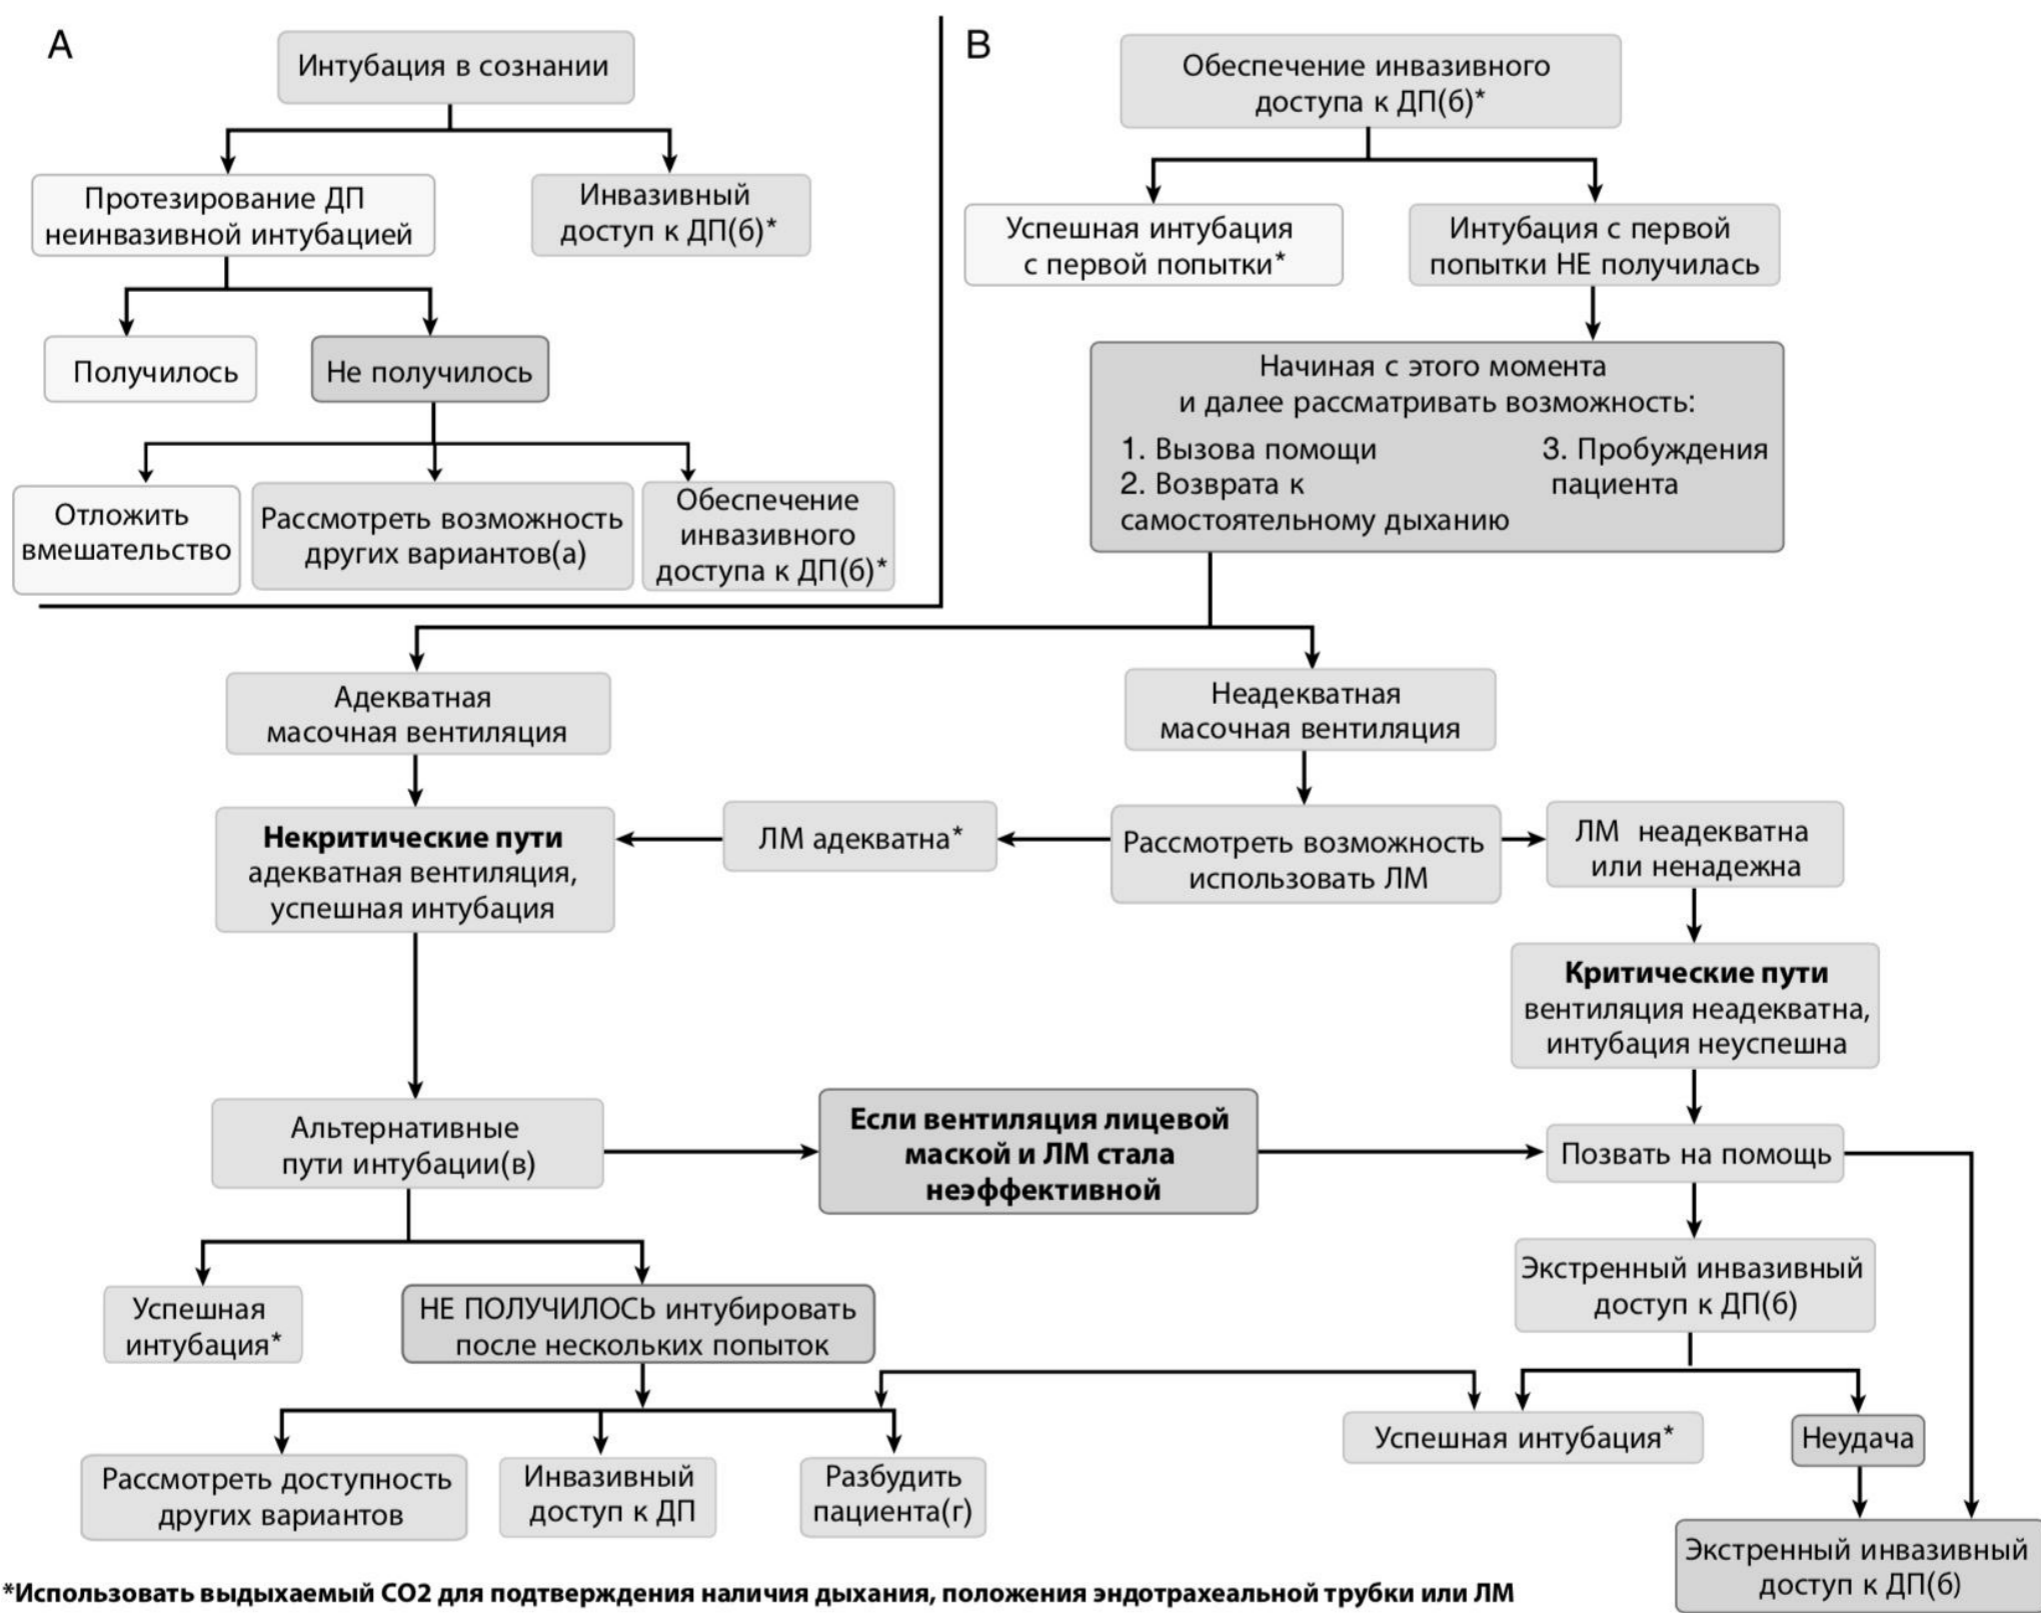 A
Интубация в сознании
Протезирование ДП
неинвазивной интубацией
Инвазивный
доступ к ДП(б)*
Получилось
Не получилось
Отложить
вмешательство
Рассмотреть возможность
других вариантов(а)
Обеспечение
инвазивного
доступа к ДП(б)*
B
Обеспечение инвазивного
доступа к ДП(б)*
Успешная интубация
с первой попытки*
Интубация с первой
попытки НЕ получилась
Начиная с этого момента
и далее рассматривать возможность:
1. Вызова помощи
2. Возврата к
самостоятельному дыханию
3. Пробуждения
пациента
Адекватная
масочная вентиляция
Неадекватная
масочная вентиляция
Некритические пути
адекватная вентиляция,
успешная интубация
ЛМ адекватна*
Рассмотреть возможность
использовать ЛМ
ЛМ неадекватна
или ненадежна
Критические пути
вентиляция неадекватна,
интубация неуспешна
Альтернативные
пути интубации(в)
Если вентиляция лицевой
маской и ЛМ стала
неэффективной
Позвать на помощь
Экстренный инвазивный
доступ к ДП(б)
Успешная
интубация*
НЕ ПОЛУЧИЛОСЬ интубировать
после нескольких попыток
Успешная интубация*
Неудача
Рассмотреть доступность
других вариантов
Инвазивный
доступ к ДП
Разбудить
пациента(г)
Экстренный инвазивный
доступ к ДП(б)
*Использовать выдыхаемый CO2 для подтверждения наличия дыхания, положения эндотрахеальной трубки или ЛМ